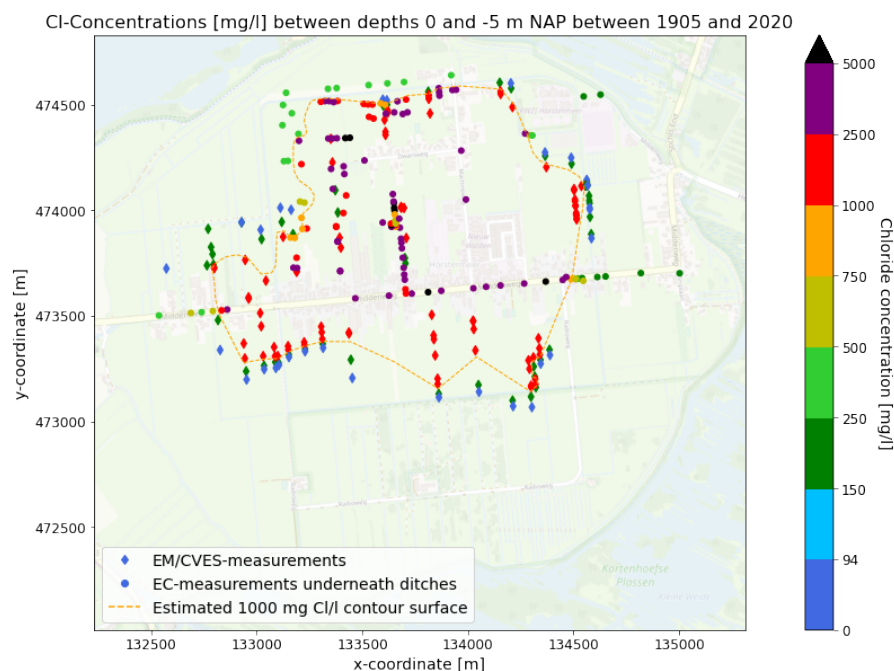 Cl-Concentrations [mg/l] between depths 0 and -5 m NAP between 1905 and 2020
474500
474000
473500
473000
472500
y-coordinate [m]
132500 133000 133500 134000 134500 135000
x-coordinate [m]
EM/CVES-measurements
EC-measurements underneath ditches
Estimated 1000 mg Cl/l contour surface
Kortenhoefse
Plassen
5000
2500
1000
750
500
250
150
94
0
Chloride concentration [mg/l]